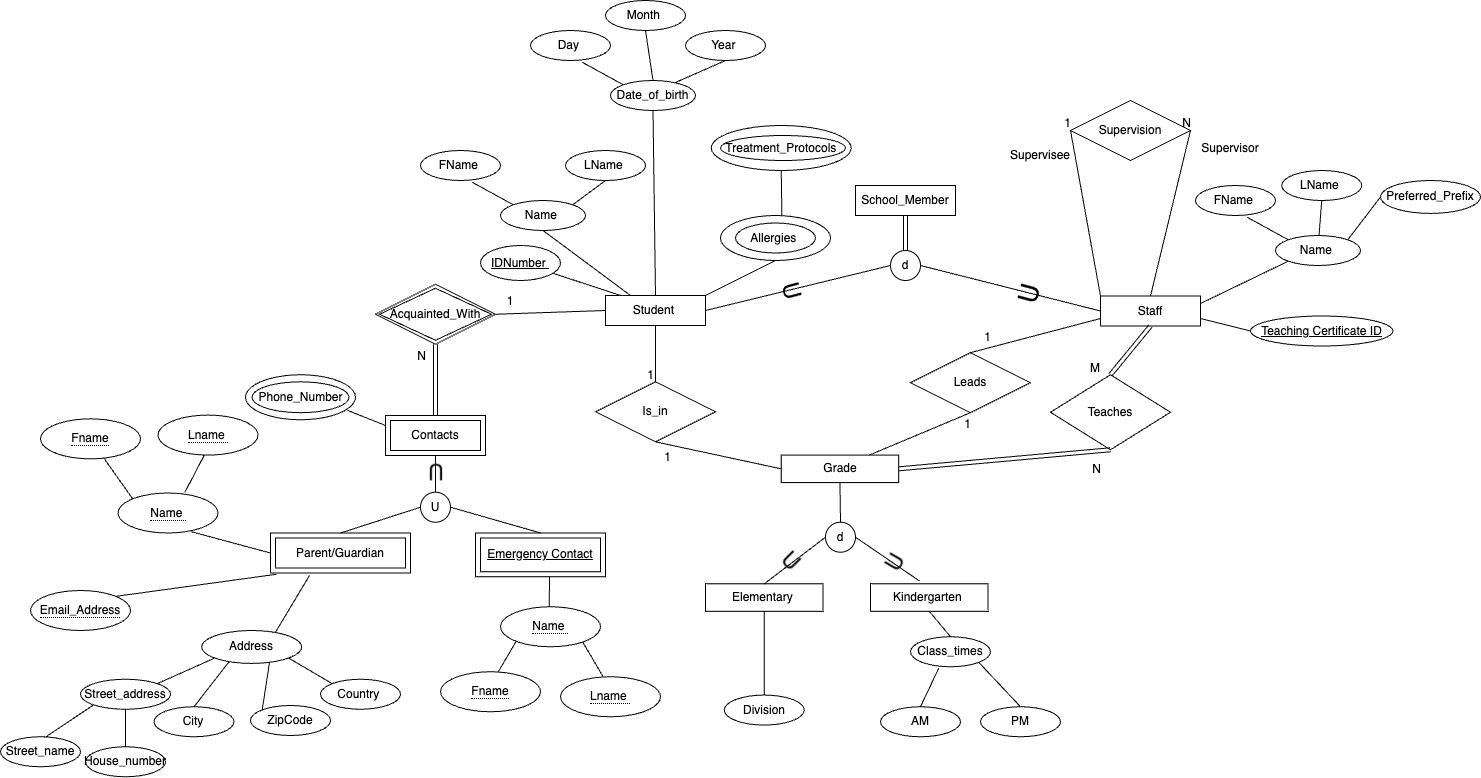 Month
Day
Year
Date_of_birth
FName
LName
Name
IDNumber
Treatment_Protocols
Allergies
School_Member
d
1
N
Supervision
Supervisee
Supervisor
FName
LName
Preferred_Prefix
Name
Student
Staff
Teaching Certificate ID
Acquainted_With
1
N
1
Leads
1
M
Teaches
N
1
Is_in
1
Grade
Phone_Number
Contacts
Fname
Lname
Name
U
d
Parent/Guardian
Emergency Contact
Elementary
Kindergarten
Email_Address
Name
Address
Class_times
Street_address
City
ZipCode
Country
Fname
Lname
Division
AM
PM
Street_name
House_number